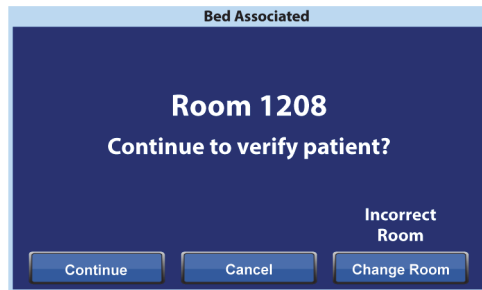 Bed Associated
Room 1208
Continue to verify patient?
Incorrect
Room
Continue
Cancel
Change Room